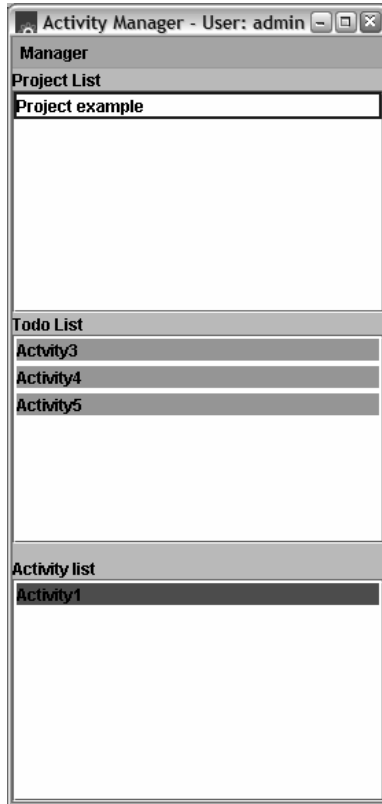 Activity Manager - User: admin
Manager
Project List
Project example
Todo List
Actvity3
Activity4
Activity5
Activity list
Activity1